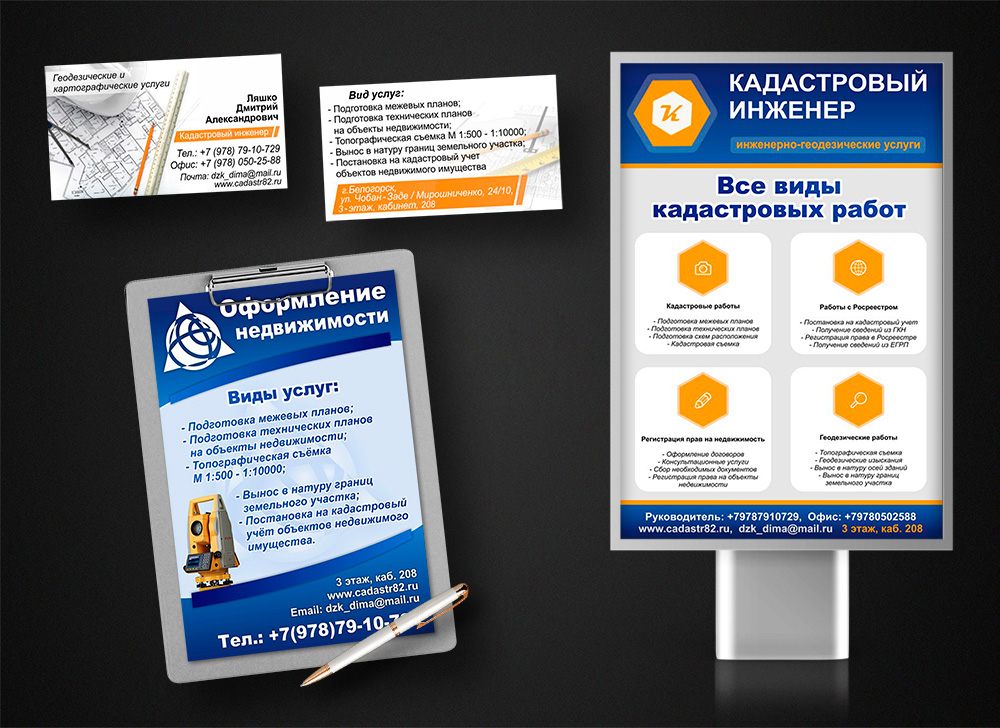 Геодезические и
картографические услуги
Ляшко
Дмитрий
Александрович
Кадастровый инженер
Тел.: +7 (978) 79-10-729
Офис: +7 (978) 050-25-88
Почта: dzk_dima@mail.ru
www.cadastr82.ru
Вид услуг:
- Подготовка межевых планов;
- Подготовка технических планов
на объекты недвижимости;
- Топографическая съемка М 1:500 - 1:10000;
- Вынос в натуру границ земельного участка;
- Постановка на кадастровый учет
объектов недвижимого имущества
г.Белогорск,
ул. Чобан-Заде / Мирошниченко, 24/10,
3-этаж, кабинет, 208
Оформление
недвижимости
Виды услуг:
- Подготовка межевых планов;
- Подготовка технических планов
на объекты недвижимости;
- Топографическая съёмка
М 1:500 - 1:10000;
- Вынос в натуру границ
земельного участка;
- Постановка на кадастровый
учёт объектов недвижимого
имущества.
3 этаж, каб. 208
www.cadastr82.ru
Email: dzk_dima@mail.ru
Тел.: +7(978)79-10-7
К
КАДАСТРОВЫЙ
ИНЖЕНЕР
инженерно-геодезические услуги
Все виды
кадастровых работ
Кадастровые работы
- Подготовка межевых планов
- Подготовка технических планов
- Подготовка схем расположения
- Кадастровая съемка
Работы с Росреестром
- Постановка на кадастровый учет
- Получение сведений из ГКН
- Регистрация права в Росреестре
- Получение сведений из ЕГРП
Регистрация прав на недвижимость
- Оформление договоров
- Консультационные услуги
- Сбор необходимых документов
- Регистрация права на объекты
недвижимости
Геодезические работы
- Топографическая съемка
- Геодезические изыскания
- Вынос в натуру осей зданий
- Вынос в натуру границ
земельного участка
Руководитель: +79787910729, Офис: +79780502588
www.cadastr82.ru, dzk_dima@mail.ru 3 этаж, каб. 208